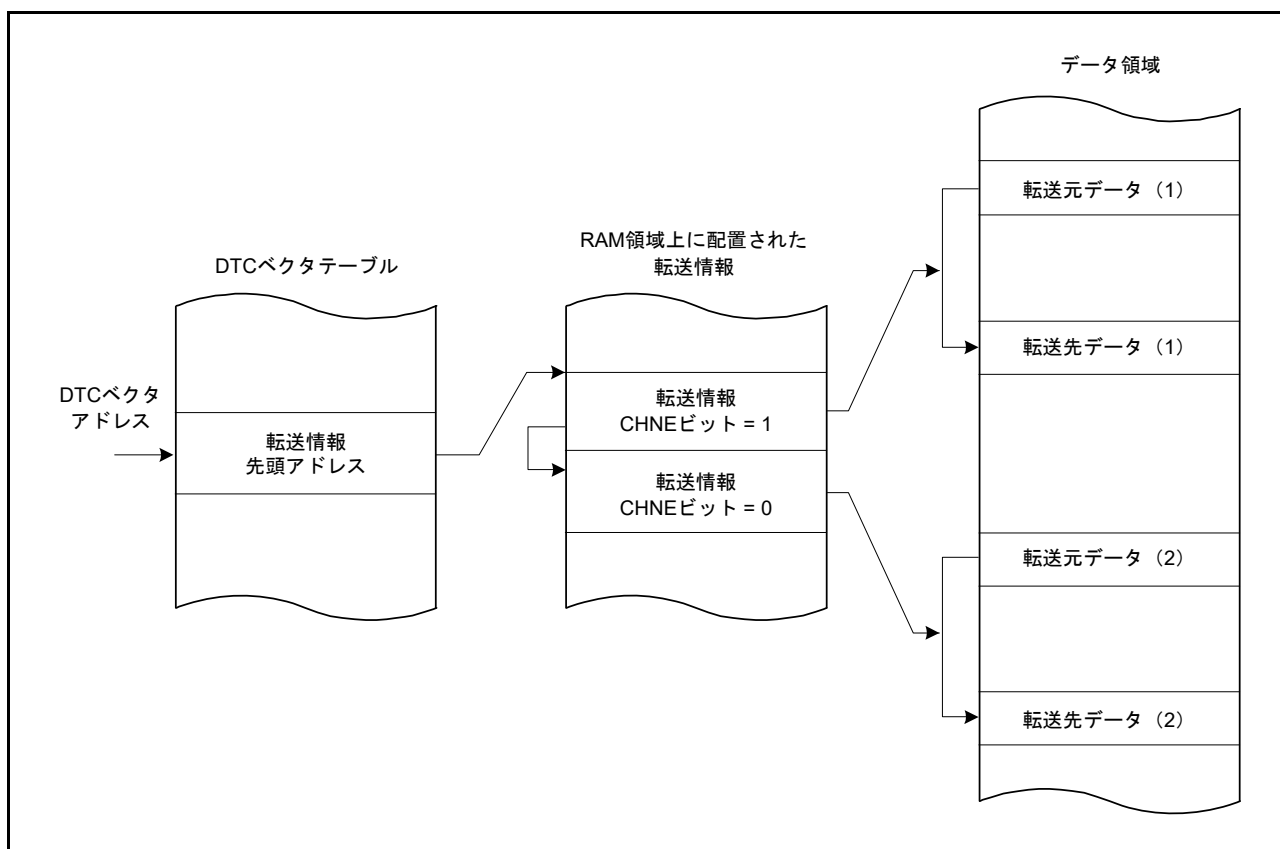 データ領域
転送元データ（1）
転送先データ（1）
転送元データ（2）
転送先データ（2）
RAM領域上に配置された
転送情報
転送情報
CHNEビット = 1
転送情報
CHNEビット = 0
DTCベクタテーブル
転送情報
先頭アドレス
DTCベクタ
アドレス